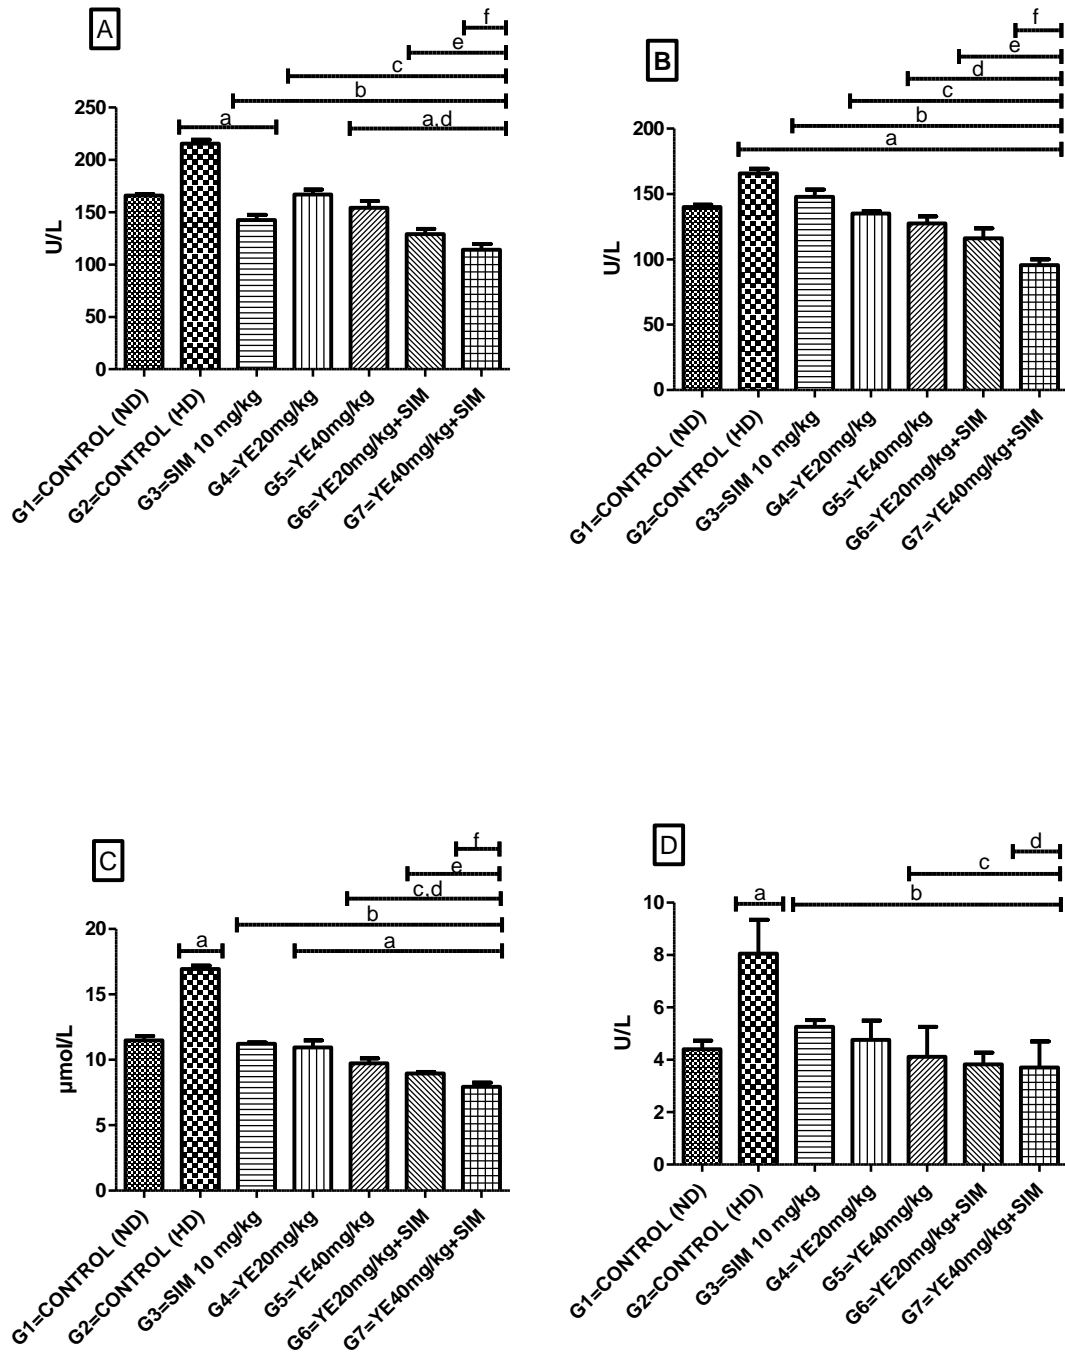 A
f
e
c
b
a
a,d
250
200
150
100
50
0
U/L
G1=CONTROL (ND)
G2=CONTROL (HD)
G3=SIM 10 mg/kg
G4=YE20mg/kg
G5=YE40mg/kg
G6=YE20mg/kg+SIM
G7=YE40mg/kg+SIM
B
f
e
d
c
b
a
200
150
100
50
0
U/L
G1=CONTROL (ND)
G2=CONTROL (HD)
G3=SIM 10 mg/kg
G4=YE20mg/kg
G5=YE40mg/kg
G6=YE20mg/kg+SIM
G7=YE40mg/kg+SIM
C
f
e
c,d
b
a
a
20
15
10
5
0
µmol/L
G1=CONTROL (ND)
G2=CONTROL (HD)
G3=SIM 10 mg/kg
G4=YE20mg/kg
G5=YE40mg/kg
G6=YE20mg/kg+SIM
G7=YE40mg/kg+SIM
D
d
c
a
b
10
8
6
4
2
0
U/L
G1=CONTROL (ND)
G2=CONTROL (HD)
G3=SIM 10 mg/kg
G4=YE20mg/kg
G5=YE40mg/kg
G6=YE20mg/kg+SIM
G7=YE40mg/kg+SIM